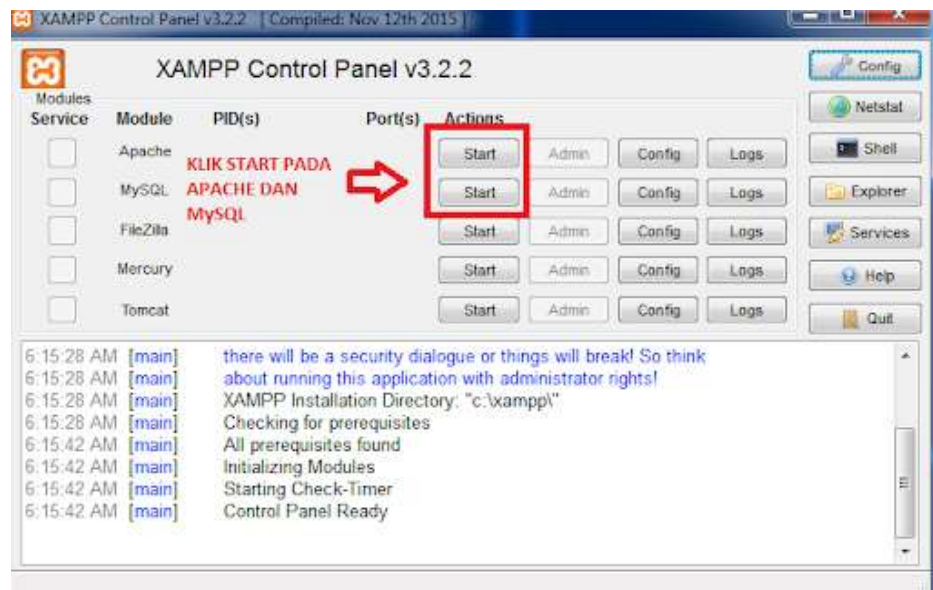 XAMPP Control Panel v3.2.2 [ Compiled: Nov 12th 2015 ]
XAMPP Control Panel v3.2.2
Config
Modules
Service Module PID(s) Port(s) Actions
Netstat
Apache Start Admin Config Logs
Shell
KLIK START PADA
APACHE DAN
MySQL
MySQL Start Admin Config Logs
Explorer
FileZilla Start Admin Config Logs
Services
Mercury Start Admin Config Logs
Help
Tomcat Start Admin Config Logs
Quit
6:15:28 AM [main] there will be a security dialogue or things will break! So think
6:15:28 AM [main] about running this application with administrator rights!
6:15:28 AM [main] XAMPP Installation Directory: "c:\xampp\"
6:15:28 AM [main] Checking for prerequisites
6:15:42 AM [main] All prerequisites found
6:15:42 AM [main] Initializing Modules
6:15:42 AM [main] Starting Check-Timer
6:15:42 AM [main] Control Panel Ready